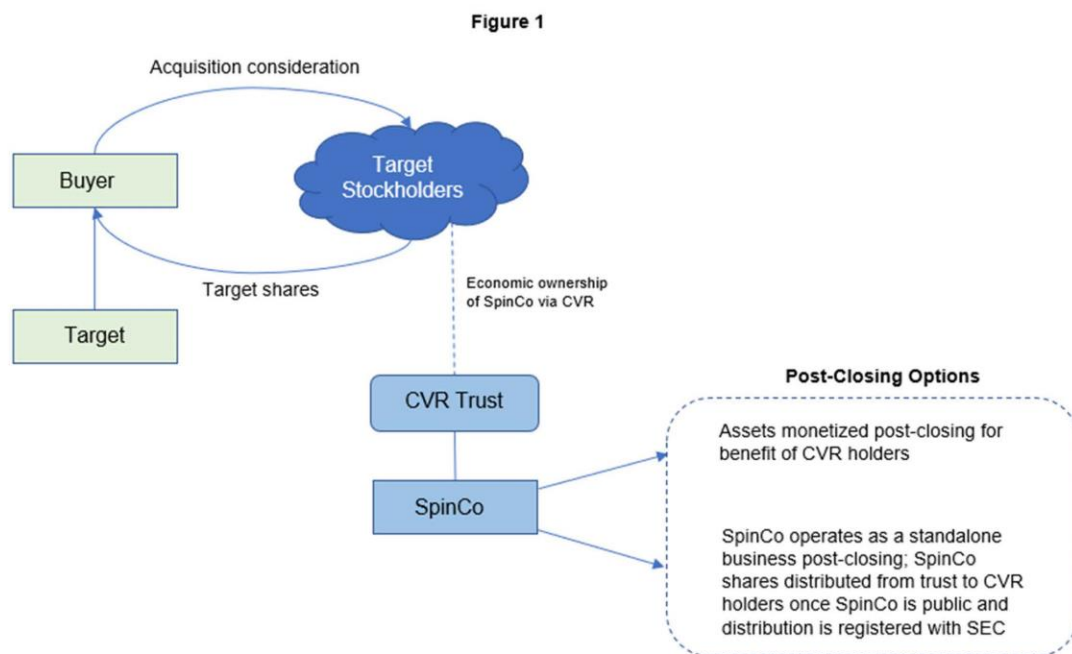 Figure 1
Acquisition consideration
Buyer
Target
Stockholders
Target shares
Economic ownership
of SpinCo via CVR
Target
CVR Trust
SpinCo
Post-Closing Options
Assets monetized post-closing for
benefit of CVR holders
SpinCo operates as a standalone
business post-closing; SpinCo
shares distributed from trust to CVR
holders once SpinCo is public and
distribution is registered with SEC